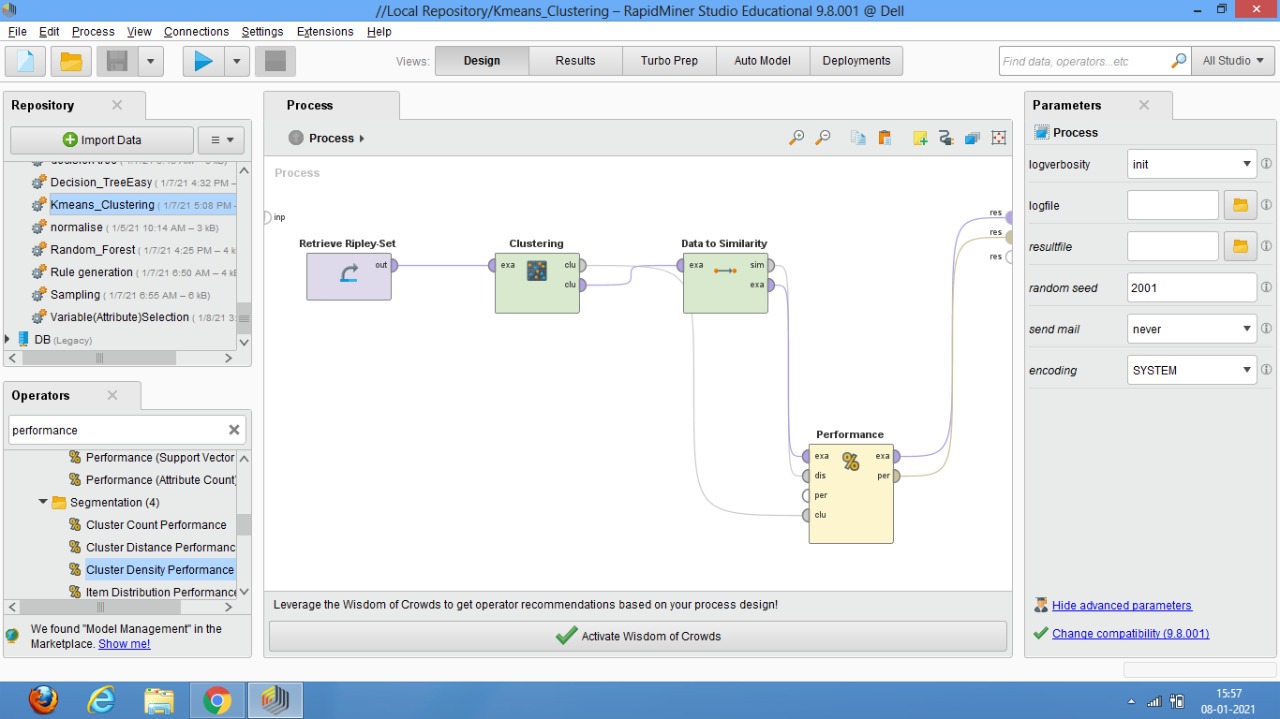 //Local Repository/Kmeans_Clustering – RapidMiner Studio Educational 9.8.001 @ Dell
File Edit Process View Connections Settings Extensions Help
Views: Design Results Turbo Prep Auto Model Deployments
Find data, operators...etc
All Studio
Repository
Import Data
Decision_TreeEasy ( 1/7/21 4:32 PM –
Kmeans_Clustering ( 1/7/21 5:08 PM -
normalise ( 1/6/21 10:14 AM – 3 kB)
Random_Forest ( 1/7/21 4:25 PM – 4 k
Rule generation ( 1/7/21 6:50 AM – 4 kB
Sampling ( 1/7/21 6:55 AM – 6 kB)
Variable(Attribute)Selection ( 1/8/21 3:
DB (Legacy)
Operators
performance
Performance (Support Vector
Performance (Attribute Count)
Segmentation (4)
Cluster Count Performance
Cluster Distance Performanc
Cluster Density Performance
Item Distribution Performance
We found "Model Management" in the
Marketplace. Show me!
Process
Process
Process
inp
Retrieve Ripley-Set
out
Clustering
exa clu
clu
Data to Similarity
exa sim
exa
Performance
exa exa
dis per
per
clu
res
res
res
Leverage the Wisdom of Crowds to get operator recommendations based on your process design!
Activate Wisdom of Crowds
Parameters
Process
logverbosity init
logfile
resultfile
random seed 2001
send mail never
encoding SYSTEM
Hide advanced parameters
Change compatibility (9.8.001)
15:57
08-01-2021